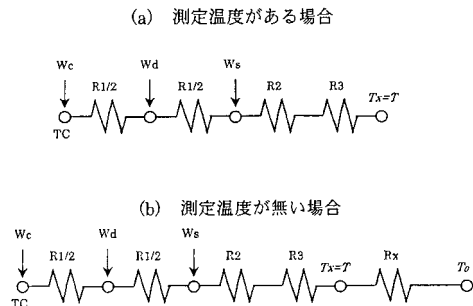 (a) 測定温度がある場合
Wc Wd Ws
R1/2 R1/2 R2 R3 Tx=T
TC
(b) 測定温度が無い場合
Wc Wd Ws
R1/2 R1/2 R2 R3 Tx=T Rx To
TC